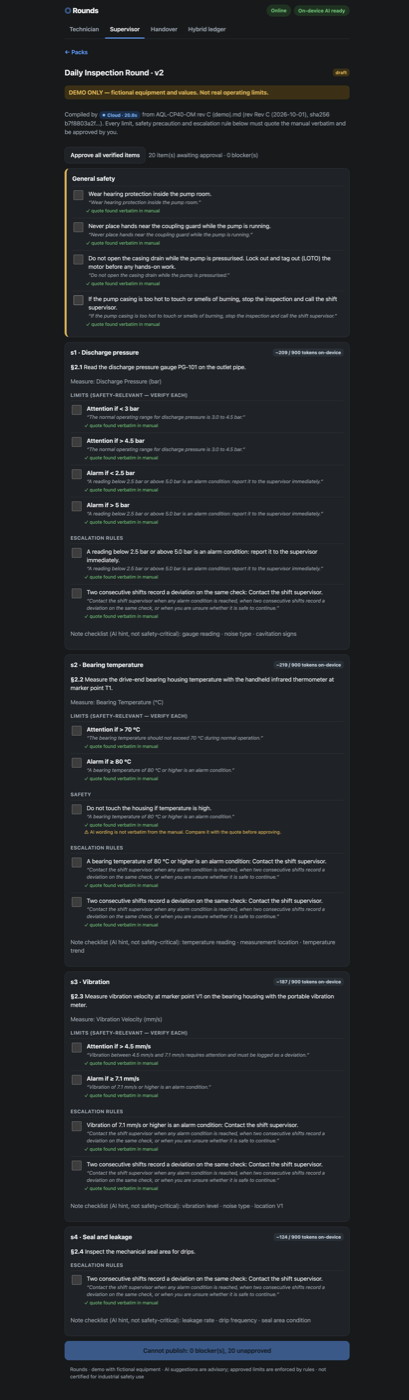 Rounds
Online
On-device AI ready
Technician
Supervisor
Handover
Hybrid ledger
← Packs
Daily Inspection Round · v2
draft
DEMO ONLY — fictional equipment and values. Not real operating limits.
Compiled by Cloud · 20.8s from AQL-CP40-OM rev C (demo).md (rev Rev C (2026-10-01), sha256
b7f8803a2f…). Every limit, safety precaution and escalation rule below must quote the manual verbatim and
be approved by you.
Approve all verified items
20 item(s) awaiting approval · 0 blocker(s)
General safety
Wear hearing protection inside the pump room.
"Wear hearing protection inside the pump room."
✓ quote found verbatim in manual
Never place hands near the coupling guard while the pump is running.
"Never place hands near the coupling guard while the pump is running."
✓ quote found verbatim in manual
Do not open the casing drain while the pump is pressurised. Lock out and tag out (LOTO) the
motor before any hands-on work.
"Do not open the casing drain while the pump is pressurised."
✓ quote found verbatim in manual
If the pump casing is too hot to touch or smells of burning, stop the inspection and call the shift
supervisor.
"If the pump casing is too hot to touch or smells of burning, stop the inspection and call the shift supervisor."
✓ quote found verbatim in manual
s1 · Discharge pressure
~209 / 900 tokens on-device
§2.1 Read the discharge pressure gauge PG-101 on the outlet pipe.
Measure: Discharge Pressure (bar)
LIMITS (SAFETY-RELEVANT — VERIFY EACH)
Attention if < 3 bar
"The normal operating range for discharge pressure is 3.0 to 4.5 bar."
✓ quote found verbatim in manual
Attention if > 4.5 bar
"The normal operating range for discharge pressure is 3.0 to 4.5 bar."
✓ quote found verbatim in manual
Alarm if < 2.5 bar
"A reading below 2.5 bar or above 5.0 bar is an alarm condition: report it to the supervisor immediately."
✓ quote found verbatim in manual
Alarm if > 5 bar
"A reading below 2.5 bar or above 5.0 bar is an alarm condition: report it to the supervisor immediately."
✓ quote found verbatim in manual
ESCALATION RULES
A reading below 2.5 bar or above 5.0 bar is an alarm condition: report it to the supervisor
immediately.
"A reading below 2.5 bar or above 5.0 bar is an alarm condition: report it to the supervisor immediately."
✓ quote found verbatim in manual
Two consecutive shifts record a deviation on the same check: Contact the shift supervisor.
"Contact the shift supervisor when any alarm condition is reached, when two consecutive shifts record a
deviation on the same check, or when you are unsure whether it is safe to continue."
✓ quote found verbatim in manual
Note checklist (AI hint, not safety-critical): gauge reading · noise type · cavitation signs
s2 · Bearing temperature
~219 / 900 tokens on-device
§2.2 Measure the drive-end bearing housing temperature with the handheld infrared thermometer at
marker point T1.
Measure: Bearing Temperature (°C)
LIMITS (SAFETY-RELEVANT — VERIFY EACH)
Attention if > 70 °C
"The bearing temperature should not exceed 70 °C during normal operation."
✓ quote found verbatim in manual
Alarm if ≥ 80 °C
"A bearing temperature of 80 °C or higher is an alarm condition."
✓ quote found verbatim in manual
SAFETY
Do not touch the housing if temperature is high.
"A bearing temperature of 80 °C or higher is an alarm condition."
✓ quote found verbatim in manual
⚠ AI wording is not verbatim from the manual. Compare it with the quote before approving.
ESCALATION RULES
A bearing temperature of 80 °C or higher is an alarm condition: Contact the shift supervisor.
"Contact the shift supervisor when any alarm condition is reached, when two consecutive shifts record a
deviation on the same check, or when you are unsure whether it is safe to continue."
✓ quote found verbatim in manual
Two consecutive shifts record a deviation on the same check: Contact the shift supervisor.
"Contact the shift supervisor when any alarm condition is reached, when two consecutive shifts record a
deviation on the same check, or when you are unsure whether it is safe to continue."
✓ quote found verbatim in manual
Note checklist (AI hint, not safety-critical): temperature reading · measurement location · temperature
trend
s3 · Vibration
~187 / 900 tokens on-device
§2.3 Measure vibration velocity at marker point V1 on the bearing housing with the portable vibration
meter.
Measure: Vibration Velocity (mm/s)
LIMITS (SAFETY-RELEVANT — VERIFY EACH)
Attention if > 4.5 mm/s
"Vibration between 4.5 mm/s and 7.1 mm/s requires attention and must be logged as a deviation."
✓ quote found verbatim in manual
Alarm if ≥ 7.1 mm/s
"Vibration of 7.1 mm/s or higher is an alarm condition."
✓ quote found verbatim in manual
ESCALATION RULES
Vibration of 7.1 mm/s or higher is an alarm condition: Contact the shift supervisor.
"Contact the shift supervisor when any alarm condition is reached, when two consecutive shifts record a
deviation on the same check, or when you are unsure whether it is safe to continue."
✓ quote found verbatim in manual
Two consecutive shifts record a deviation on the same check: Contact the shift supervisor.
"Contact the shift supervisor when any alarm condition is reached, when two consecutive shifts record a
deviation on the same check, or when you are unsure whether it is safe to continue."
✓ quote found verbatim in manual
Note checklist (AI hint, not safety-critical): vibration level · noise type · location V1
s4 · Seal and leakage
~124 / 900 tokens on-device
§2.4 Inspect the mechanical seal area for drips.
ESCALATION RULES
Two consecutive shifts record a deviation on the same check: Contact the shift supervisor.
"Contact the shift supervisor when any alarm condition is reached, when two consecutive shifts record a
deviation on the same check, or when you are unsure whether it is safe to continue."
✓ quote found verbatim in manual
Note checklist (AI hint, not safety-critical): leakage rate · drip frequency · seal area condition
Cannot publish: 0 blocker(s), 20 unapproved
Rounds · demo with fictional equipment · AI suggestions are advisory; approved limits are enforced by rules · not
certified for industrial safety use